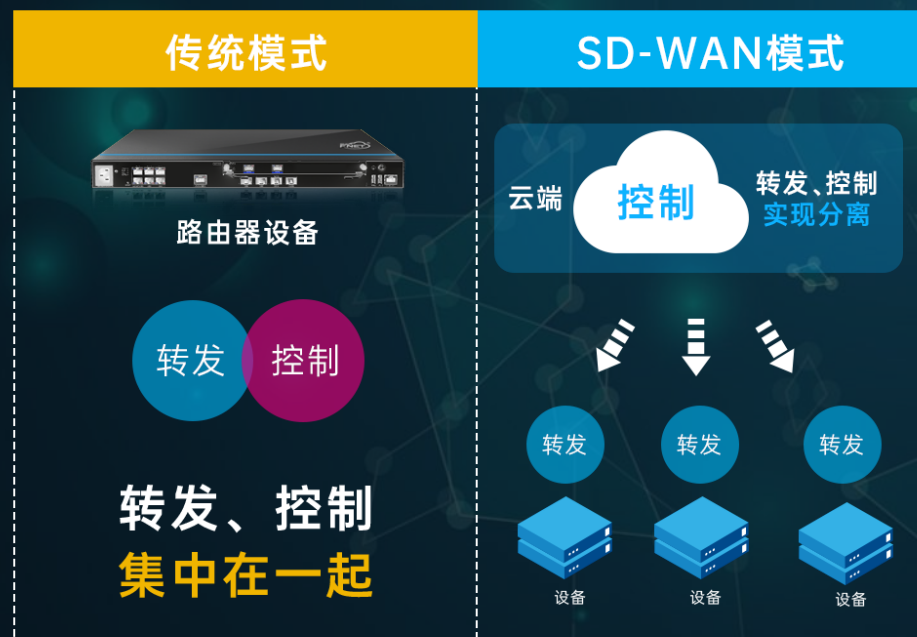 传统模式
路由器设备
转发
控制
转发、控制
集中在一起
SD-WAN模式
云端
控制
转发、控制
实现分离
转发
转发
转发
设备
设备
设备